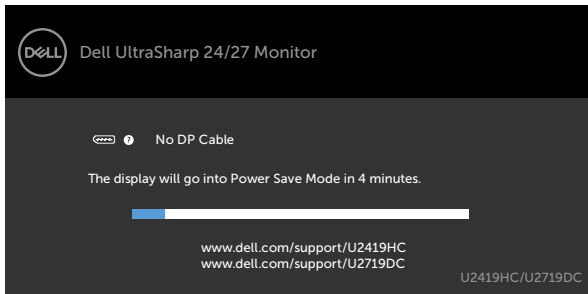 DELL
Dell UltraSharp 24/27 Monitor
? No DP Cable
The display will go into Power Save Mode in 4 minutes.
www.dell.com/support/U2419HC
www.dell.com/support/U2719DC
U2419HC/U2719DC